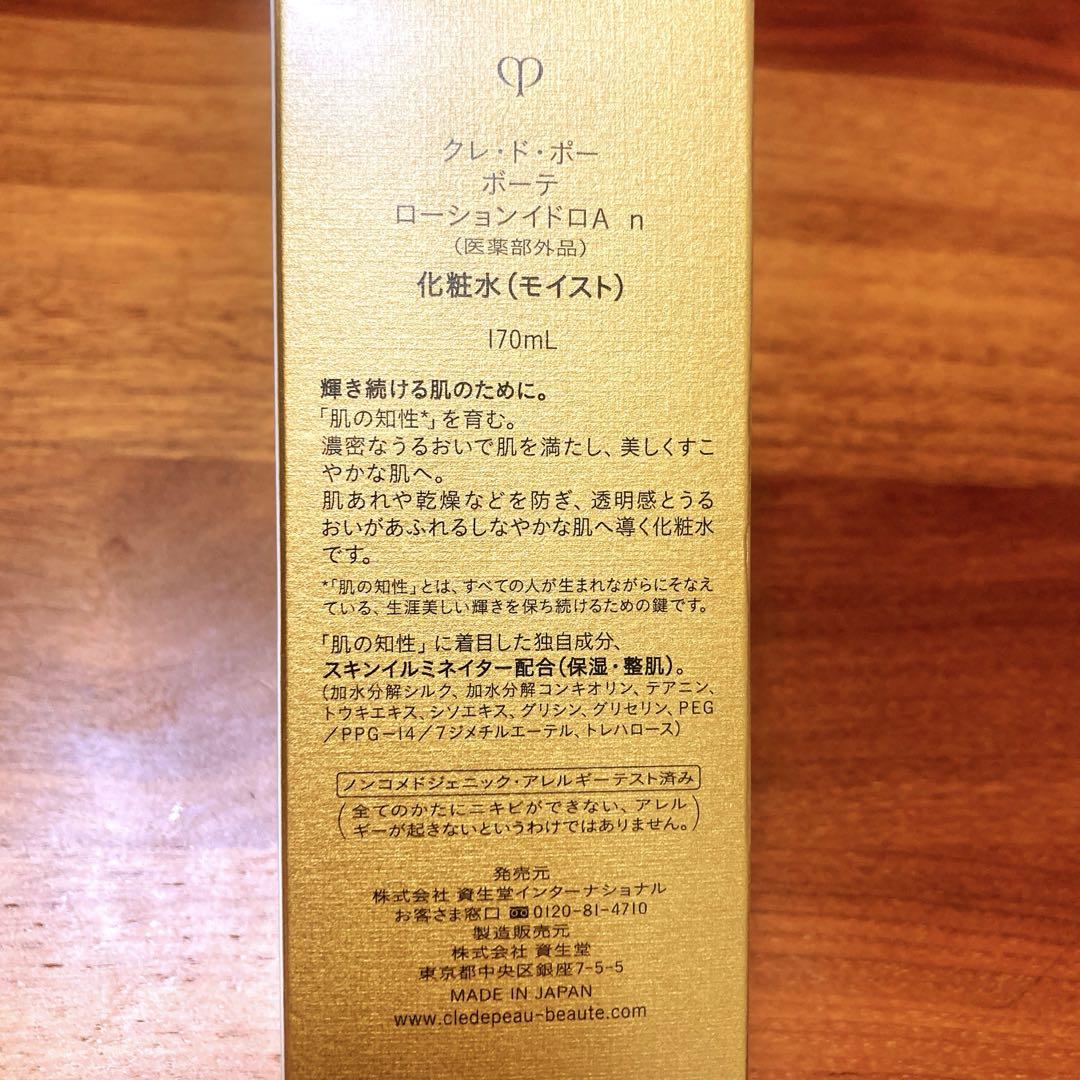 クレ・ド・ポー
ボーテ
ローションイドロA n
(医薬部外品)
化粧水(モイスト)
170mL
輝き続ける肌のために。
「肌の知性*」を育む。
濃密なうるおいで肌を満たし、美しくすこ
やかな肌へ。
肌あれや乾燥などを防ぎ、透明感とうる
おいがあふれるしなやかな肌へ導く化粧水
です。
*「肌の知性」とは、すべての人が生まれながらにそなえ
ている、生涯美しい輝きを保ち続けるための鍵です。
「肌の知性」に着目した独自成分、
スキンイルミネイター配合(保湿・整肌)。
(加水分解シルク、加水分解コンキオリン、テアニン、
トウキエキス、シソエキス、グリシン、グリセリン、PEG
/PPG-14/7ジメチルエーテル、トレハロース)
ノンコメドジェニック・アレルギーテスト済み
(全てのかたにニキビができない、アレル
ギーが起きないというわけではありません。)
発売元
株式会社 資生堂インターナショナル
お客さま窓口 0120-81-4710
製造販売元
株式会社 資生堂
東京都中央区銀座7-5-5
MADE IN JAPAN
www.cledepeau-beaute.com